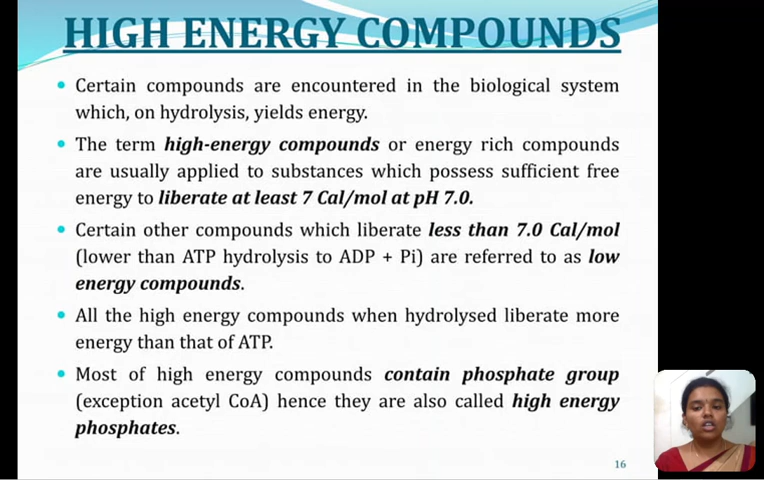 HIGH ENERGY COMPOUNDS
• Certain compounds are encountered in the biological system
which, on hydrolysis, yields energy.
• The term high-energy compounds or energy rich compounds
are usually applied to substances which possess sufficient free
energy to liberate at least 7 Cal/mol at pH 7.0.
• Certain other compounds which liberate less than 7.0 Cal/mol
(lower than ATP hydrolysis to ADP + Pi) are referred to as low
energy compounds.
• All the high energy compounds when hydrolysed liberate more
energy than that of ATP.
• Most of high energy compounds contain phosphate group
(exception acetyl CoA) hence they are also called high energy
phosphates.
16